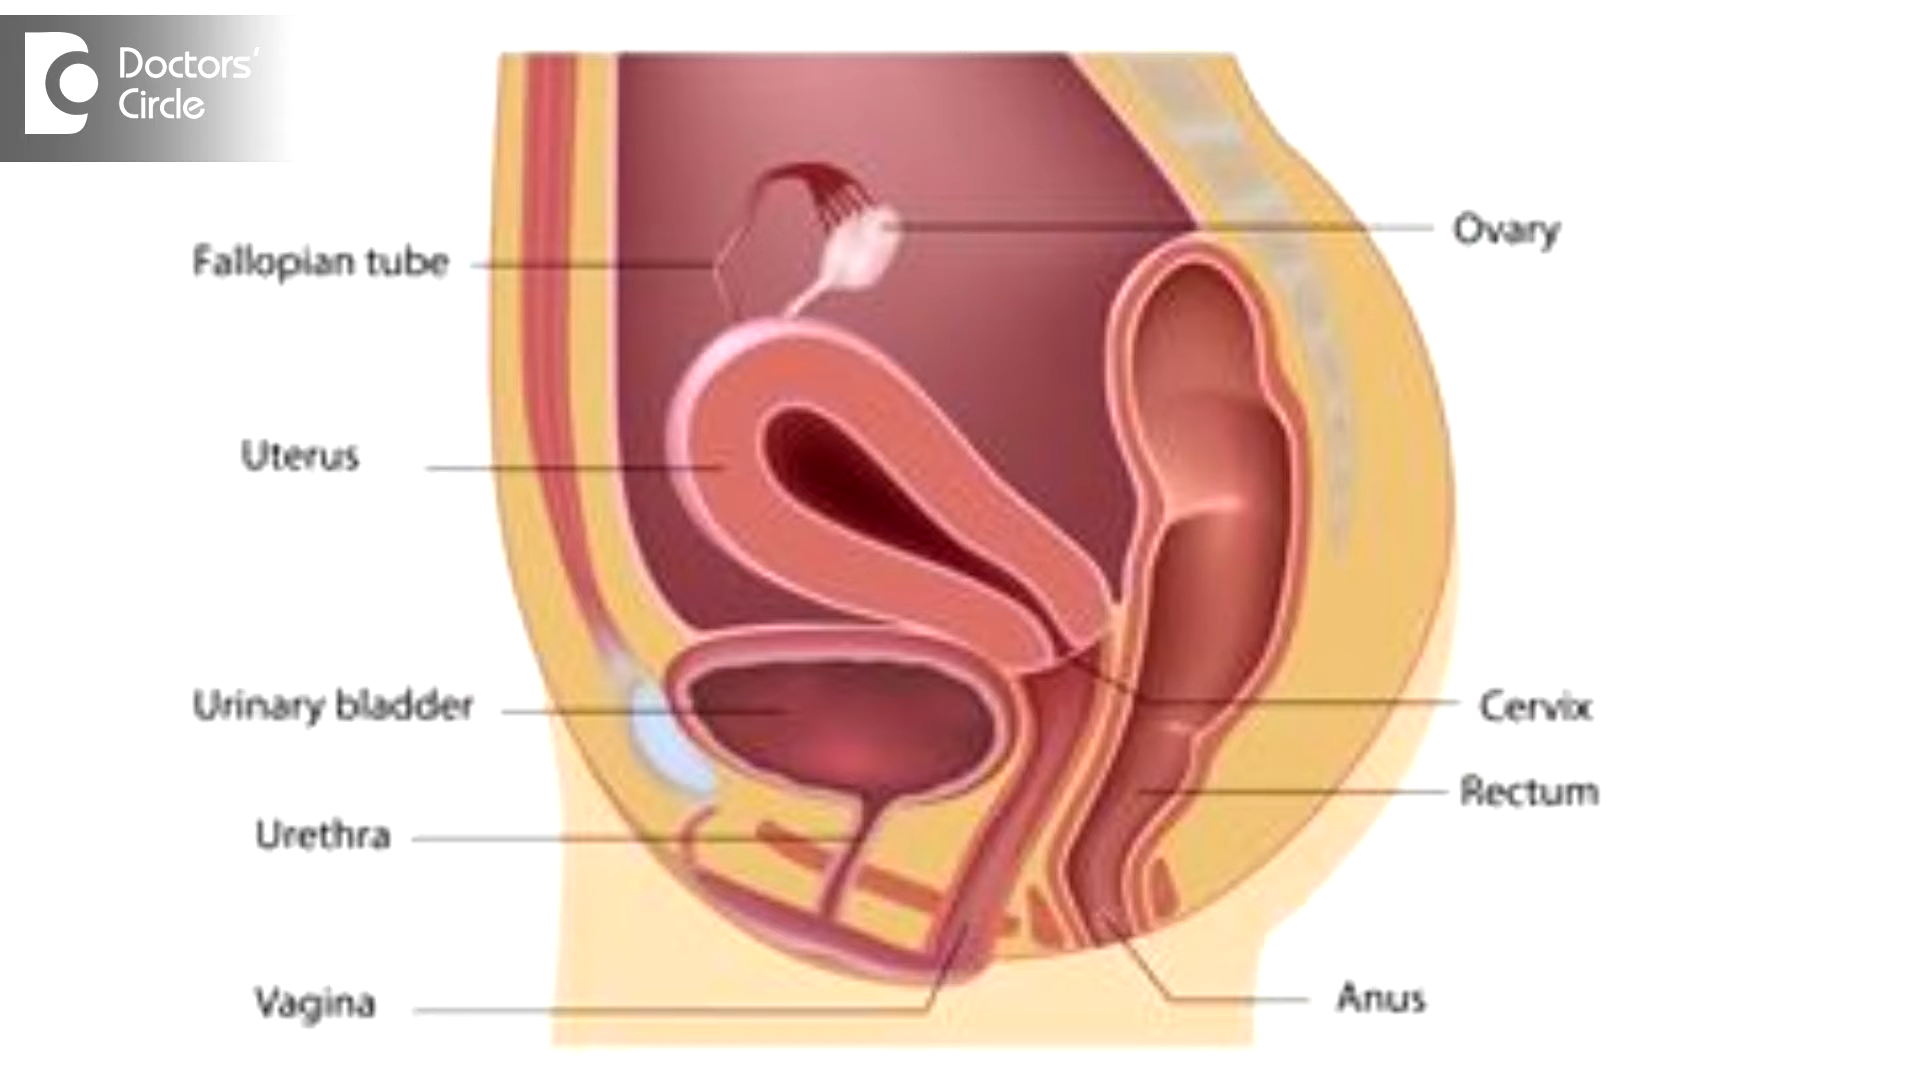 Doctors'
Circle
Ovary
Fallopian tube
Uterus
Urinary bladder
Cervix
Rectum
Urethra
Vagina
Anus